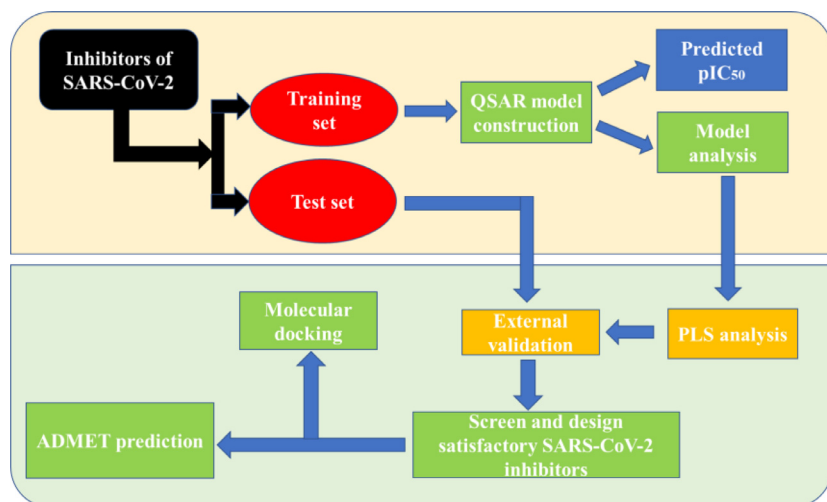 Inhibitors of
SARS-CoV-2
Training
set
Test set
QSAR model
construction
Predicted
pIC₅₀
Model
analysis
Molecular
docking
External
validation
PLS analysis
ADMET prediction
Screen and design
satisfactory SARS-CoV-2
inhibitors